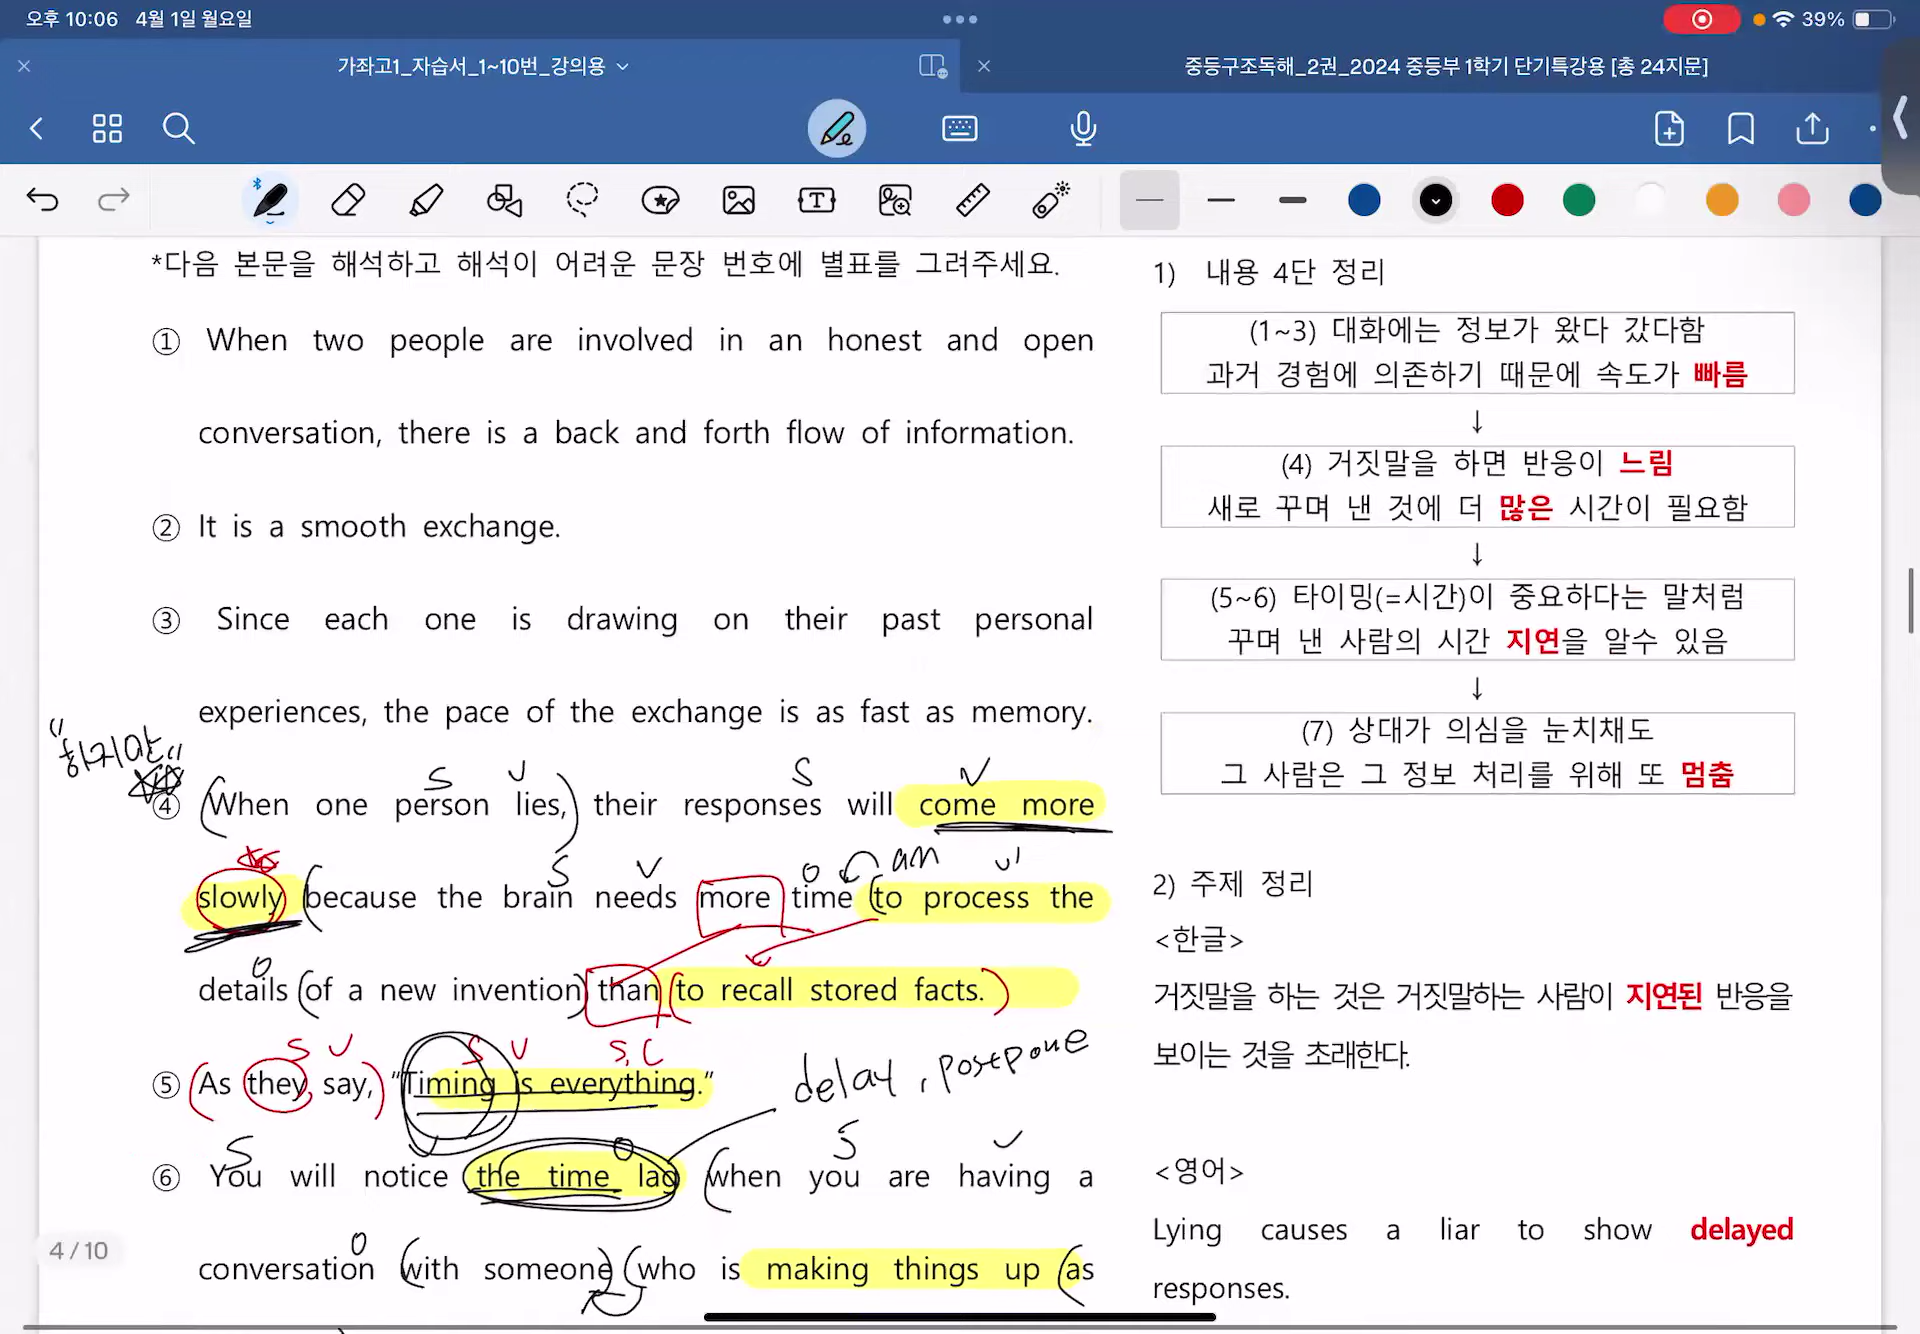 오후 10:06 4월 1일 월요일
39%
가좌고1_자습서_1~10번_강의용
중등구조독해_2권_2024 중등부 1학기 단기특강용 [총 24지문]
*다음 본문을 해석하고 해석이 어려운 문장 번호에 별표를 그려주세요.
① When two people are involved in an honest and open
conversation, there is a back and forth flow of information.
② It is a smooth exchange.
③ Since each one is drawing on their past personal
experiences, the pace of the exchange is as fast as memory.
"하지만"
S V S V
④ (When one person lies,) their responses will come more
S V O an v'
slowly (because the brain needs more time (to process the
O
details (of a new invention) than (to recall stored facts.)
S V S V S.C
delay, postpone
⑤ (As they say,) "Timing is everything."
S O S V
⑥ You will notice the time lag (when you are having a
O
conversation (with someone) (who is making things up (as
4 / 10
1) 내용 4단 정리
(1~3) 대화에는 정보가 왔다 갔다함
과거 경험에 의존하기 때문에 속도가 빠름
↓
(4) 거짓말을 하면 반응이 느림
새로 꾸며 낸 것에 더 많은 시간이 필요함
↓
(5~6) 타이밍(=시간)이 중요하다는 말처럼
꾸며 낸 사람의 시간 지연을 알수 있음
↓
(7) 상대가 의심을 눈치채도
그 사람은 그 정보 처리를 위해 또 멈춤
2) 주제 정리
<한글>
거짓말을 하는 것은 거짓말하는 사람이 지연된 반응을
보이는 것을 초래한다.
<영어>
Lying causes a liar to show delayed
responses.